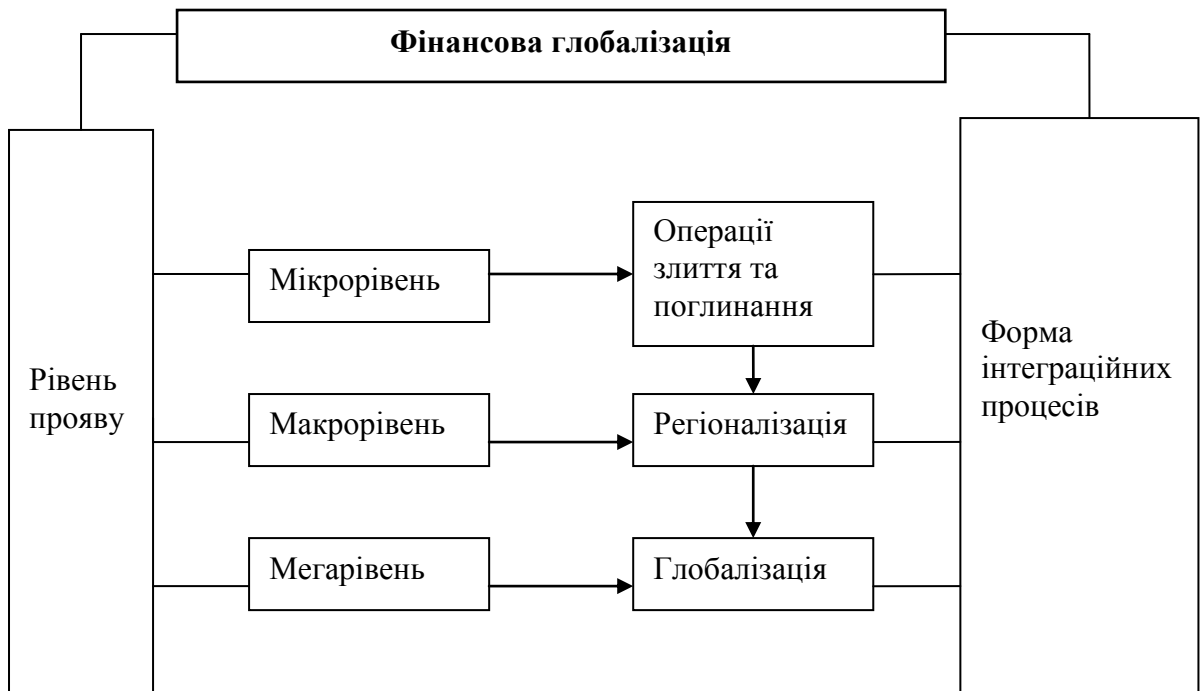 Фінансова глобалізація
Рівень
прояву
Мікрорівень
Операції
злиття та
поглинання
Макрорівень
Регіоналізація
Мегарівень
Глобалізація
Форма
інтеграційних
процесів